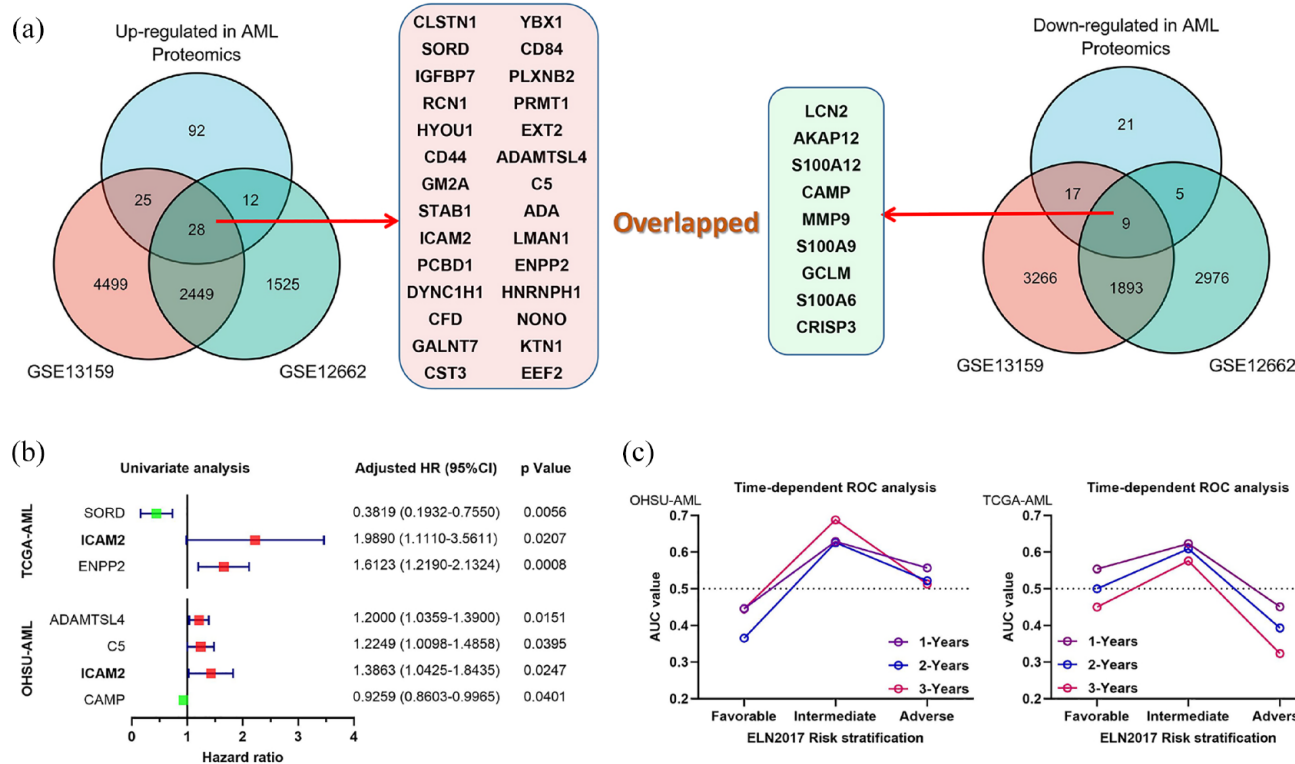 (a)
Up-regulated in AML
Proteomics
92
25
12
28
4499
2449
1525
GSE13159
GSE12662
CLSTN1 YBX1
SORD CD84
IGFBP7 PLXNB2
RCN1 PRMT1
HYOU1 EXT2
CD44 ADAMTSL4
GM2A C5
STAB1 ADA
ICAM2 LMAN1
PCBD1 ENPP2
DYNC1H1 HNRNPH1
CFD NONO
GALNT7 KTN1
CST3 EEF2
Overlapped
LCN2
AKAP12
S100A12
CAMP
MMP9
S100A9
GCLM
S100A6
CRISP3
Down-regulated in AML
Proteomics
21
17
5
9
3266
1893
2976
GSE13159
GSE12662
(b)
Univariate analysis Adjusted HR (95%CI) p Value
TCGA-AML
SORD 0.3819 (0.1932-0.7550) 0.0056
ICAM2 1.9890 (1.1110-3.5611) 0.0207
ENPP2 1.6123 (1.2190-2.1324) 0.0008
OHSU-AML
ADAMTSL4 1.2000 (1.0359-1.3900) 0.0151
C5 1.2249 (1.0098-1.4858) 0.0395
ICAM2 1.3863 (1.0425-1.8435) 0.0247
CAMP 0.9259 (0.8603-0.9965) 0.0401
0 1 2 3 4
Hazard ratio
(c)
OHSU-AML
Time-dependent ROC analysis
AUC value
0.7
0.6
0.5
0.4
0.3
0.2
1-Years
2-Years
3-Years
Favorable Intermediate Adverse
ELN2017 Risk stratification
TCGA-AML
Time-dependent ROC analysis
AUC value
0.7
0.6
0.5
0.4
0.3
0.2
1-Years
2-Years
3-Years
Favorable Intermediate Advers
ELN2017 Risk stratification